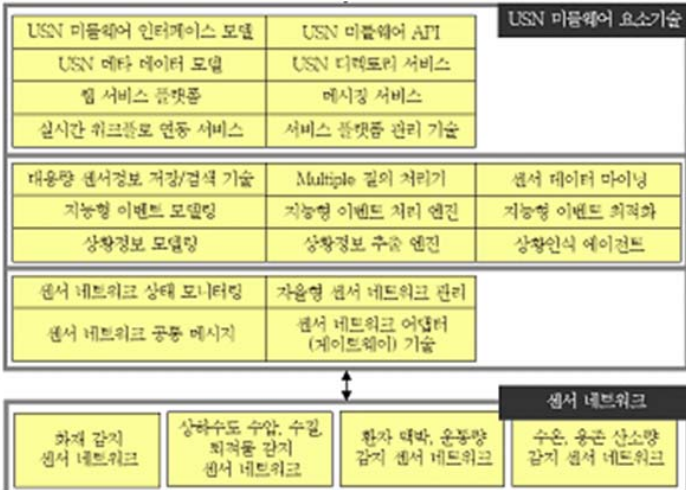 USN 미들웨어 요소기술
USN 미들웨어 인터페이스 모델 USN 미들웨어 API
USN 메타 데이터 모델 USN 디렉토리 서비스
웹 서비스 플랫폼 메시징 서비스
실시간 워크플로 연동 서비스 서비스 플랫폼 관리 기술
대용량 센서정보 저장/검색 기술 Multiple 질의 처리기 센서 데이터 마이닝
지능형 이벤트 모델링 지능형 이벤트 처리 엔진 지능형 이벤트 최적화
상황정보 모델링 상황정보 추출 엔진 상황인식 에이전트
센서 네트워크 상태 모니터링 자율형 센서 네트워크 관리
센서 네트워크 공통 메시지
센서 네트워크 어댑터
(게이트웨이) 기술
센서 네트워크
화재 감지
센서 네트워크
상하수도 수압, 수질,
퇴적물 감지
센서 네트워크
환자 맥박, 운동량
감지 센서 네트워크
수온, 용존 산소량
감지 센서 네트워크